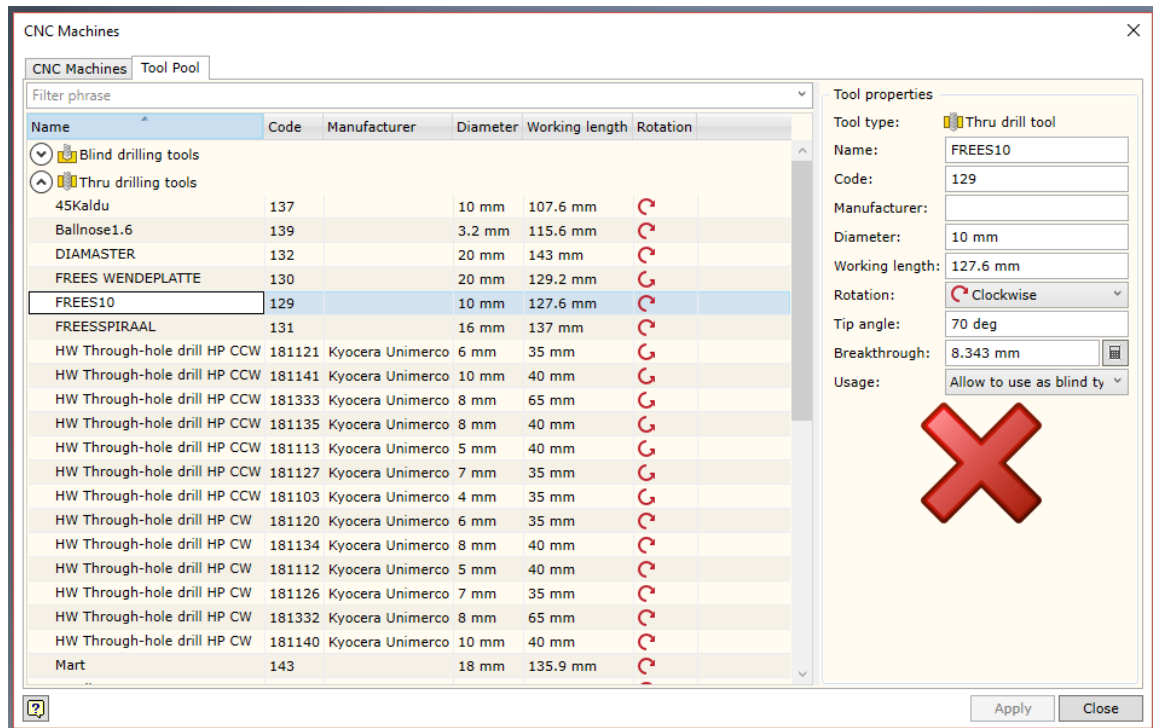 CNC Machines
CNC Machines Tool Pool
Filter phrase
Name Code Manufacturer Diameter Working length Rotation
Blind drilling tools
Thru drilling tools
45Kaldu 137 10 mm 107.6 mm
Ballnose1.6 139 3.2 mm 115.6 mm
DIAMASTER 132 20 mm 143 mm
FREES WENDEPLATTE 130 20 mm 129.2 mm
FREES10 129 10 mm 127.6 mm
FREESSPIRAAL 131 16 mm 137 mm
HW Through-hole drill HP CCW 181121 Kyocera Unimerco 6 mm 35 mm
HW Through-hole drill HP CCW 181141 Kyocera Unimerco 10 mm 40 mm
HW Through-hole drill HP CCW 181333 Kyocera Unimerco 8 mm 65 mm
HW Through-hole drill HP CCW 181135 Kyocera Unimerco 8 mm 40 mm
HW Through-hole drill HP CCW 181113 Kyocera Unimerco 5 mm 40 mm
HW Through-hole drill HP CCW 181127 Kyocera Unimerco 7 mm 35 mm
HW Through-hole drill HP CCW 181103 Kyocera Unimerco 4 mm 35 mm
HW Through-hole drill HP CW 181120 Kyocera Unimerco 6 mm 35 mm
HW Through-hole drill HP CW 181134 Kyocera Unimerco 8 mm 40 mm
HW Through-hole drill HP CW 181112 Kyocera Unimerco 5 mm 40 mm
HW Through-hole drill HP CW 181126 Kyocera Unimerco 7 mm 35 mm
HW Through-hole drill HP CW 181332 Kyocera Unimerco 8 mm 65 mm
HW Through-hole drill HP CW 181140 Kyocera Unimerco 10 mm 40 mm
Mart 143 18 mm 135.9 mm
Tool properties
Tool type: Thru drill tool
Name: FREES10
Code: 129
Manufacturer:
Diameter: 10 mm
Working length: 127.6 mm
Rotation: Clockwise
Tip angle: 70 deg
Breakthrough: 8.343 mm
Usage: Allow to use as blind ty
Apply Close